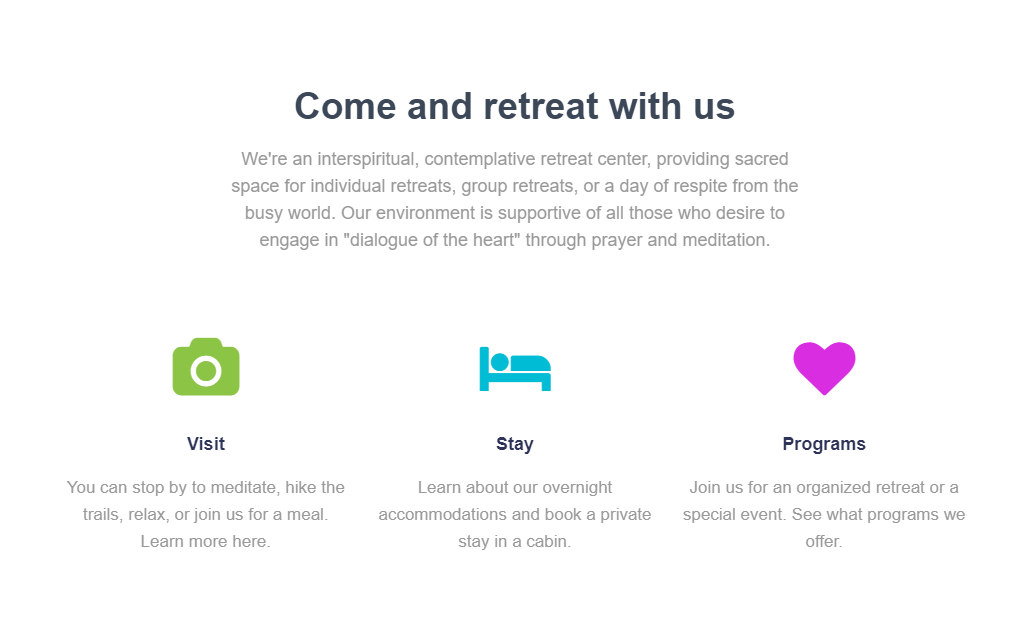 Come and retreat with us
We're an interspiritual, contemplative retreat center, providing sacred
space for individual retreats, group retreats, or a day of respite from the
busy world. Our environment is supportive of all those who desire to
engage in "dialogue of the heart" through prayer and meditation.
Visit
You can stop by to meditate, hike the
trails, relax, or join us for a meal.
Learn more here.
Stay
Learn about our overnight
accommodations and book a private
stay in a cabin.
Programs
Join us for an organized retreat or a
special event. See what programs we
offer.